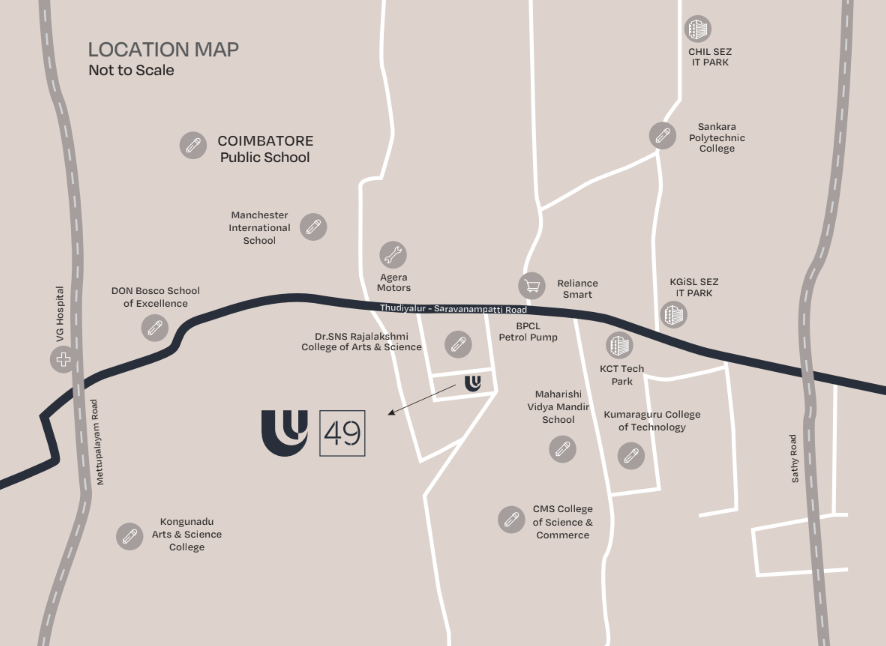 LOCATION MAP
Not to Scale
CHIL SEZ
IT PARK
Sankara
Polytechnic
College
COIMBATORE
Public School
Manchester
International
School
Agera
Motors
Reliance
Smart
KGiSL SEZ
IT PARK
DON Bosco School
of Excellence
VG Hospital
Thudiyalur - Saravanampatti Road
BPCL
Petrol Pump
Dr.SNS Rajalakshmi
College of Arts & Science
KCT Tech
Park
Maharishi
Vidya Mandir
School
Kumaraguru College
of Technology
49
Mettupalayam Road
Sathy Road
CMS College
of Science &
Commerce
Kongunadu
Arts & Science
College